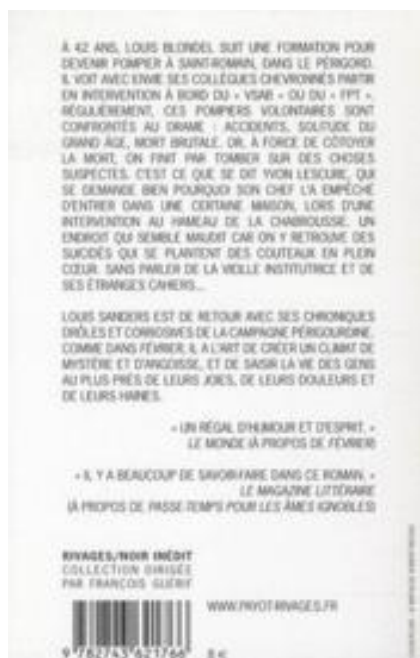 À 42 ANS, LOUIS BLONDEL SUIT UNE FORMATION POUR
DEVENIR POMPIER À SAINT-ROMAIN, DANS LE PÉRIGORD.
IL VOIT AVEC ENVIE SES COLLÈGUES CHEVRONNÉS PARTIR
EN INTERVENTION À BORD DU « VSAB » OU DU « FPT ».
RÉGULIÈREMENT, CES POMPIERS VOLONTAIRES SONT
CONFRONTÉS AU DRAME : ACCIDENTS, SOLITUDE DU
GRAND ÂGE, MORT BRUTALE. OR, À FORCE DE CÔTOYER
LA MORT, ON FINIT PAR TOMBER SUR DES CHOSES
SUSPECTES. C'EST CE QUE SE DIT YVON LESCURE, QUI
SE DEMANDE BIEN POURQUOI SON CHEF L'A EMPÊCHÉ
D'ENTRER DANS UNE CERTAINE MAISON, LORS D'UNE
INTERVENTION AU HAMEAU DE LA CHABROUSSIE. UN
ENDROIT QUI SEMBLE MAUDIT CAR ON Y RETROUVE DES
SUICIDÉS QUI SE PLANTENT DES COUTEAUX EN PLEIN
CŒUR. SANS PARLER DE LA VIEILLE INSTITUTRICE ET DE
SES ÉTRANGES CAHIERS...
LOUIS SANDERS EST DE RETOUR AVEC SES CHRONIQUES
DRÔLES ET CORROSIVES DE LA CAMPAGNE PÉRIGOURDINE.
COMME DANS FÉVRIER, IL A L'ART DE CRÉER UN CLIMAT DE
MYSTÈRE ET D'ANGOISSE, ET DE SAISIR LA VIE DES GENS
AU PLUS PRÈS DE LEURS JOIES, DE LEURS DOULEURS ET
DE LEURS HAINES.
« UN RÉGAL D'HUMOUR ET D'ESPRIT. »
LE MONDE (À PROPOS DE FÉVRIER)
« IL Y A BEAUCOUP DE SAVOIR-FAIRE DANS CE ROMAN. »
LE MAGAZINE LITTÉRAIRE
(À PROPOS DE PASSE-TEMPS POUR LES ÂMES IGNOBLES)
RIVAGES/NOIR INÉDIT
COLLECTION DIRIGÉE
PAR FRANÇOIS GUÉRIF
WWW.PAYOT-RIVAGES.FR
9 782743 621766
8 €